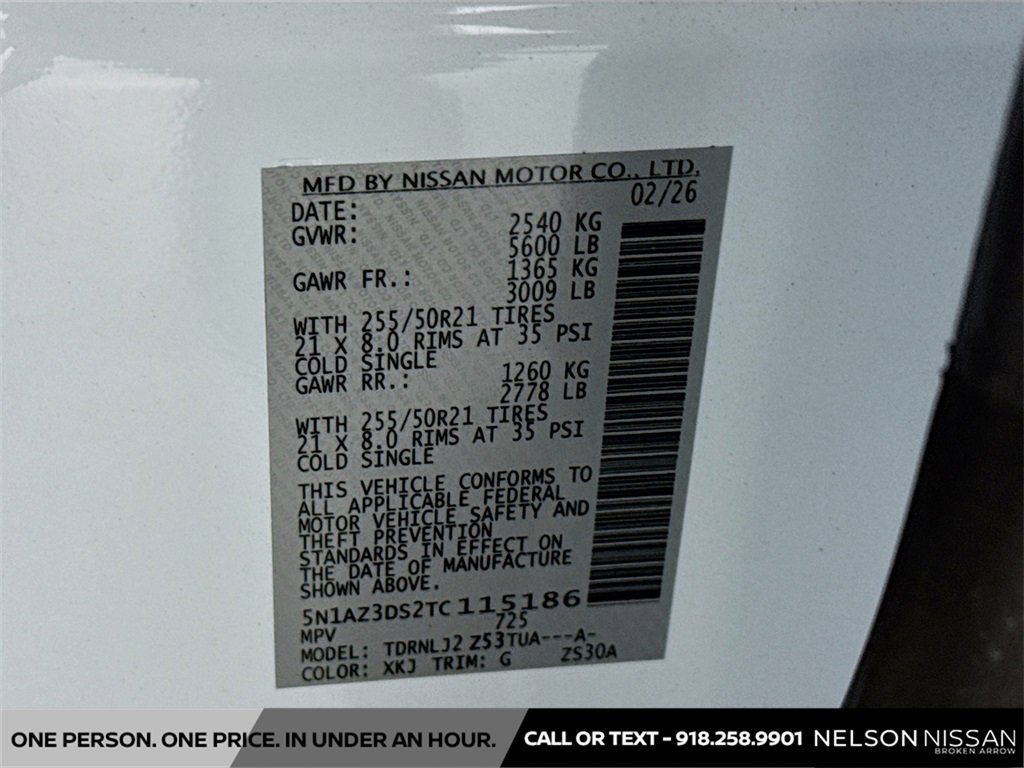 MFD BY NISSAN MOTOR CO., LTD.
DATE: 02/26
GVWR: 2540 KG
5600 LB
GAWR FR.: 1365 KG
3009 LB
WITH 255/50R21 TIRES
21 X 8.0 RIMS AT 35 PSI
COLD SINGLE
GAWR RR.: 1260 KG
2778 LB
WITH 255/50R21 TIRES
21 X 8.0 RIMS AT 35 PSI
COLD SINGLE
THIS VEHICLE CONFORMS TO
ALL APPLICABLE FEDERAL
MOTOR VEHICLE SAFETY AND
THEFT PREVENTION
STANDARDS IN EFFECT ON
THE DATE OF MANUFACTURE
SHOWN ABOVE.
5N1AZ3DS2TC115186
MPV 725
MODEL: TDRNLJ2 Z53TUA---A-
COLOR: XKJ TRIM: G ZS30A
ONE PERSON. ONE PRICE. IN UNDER AN HOUR.
CALL OR TEXT - 918.258.9901
NELSON NISSAN
BROKEN ARROW